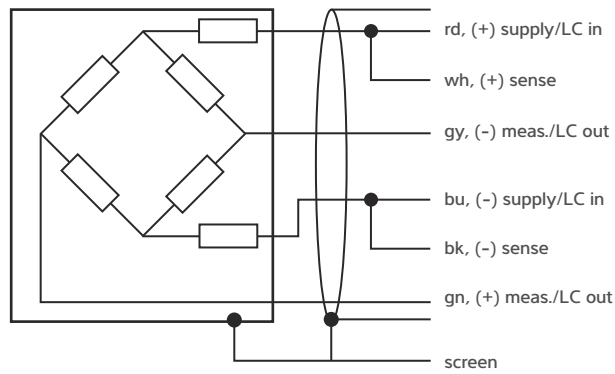 rd, (+) supply/LC in
wh, (+) sense
gy, (-) meas./LC out
bu, (-) supply/LC in
bk, (-) sense
gn, (+) meas./LC out
screen